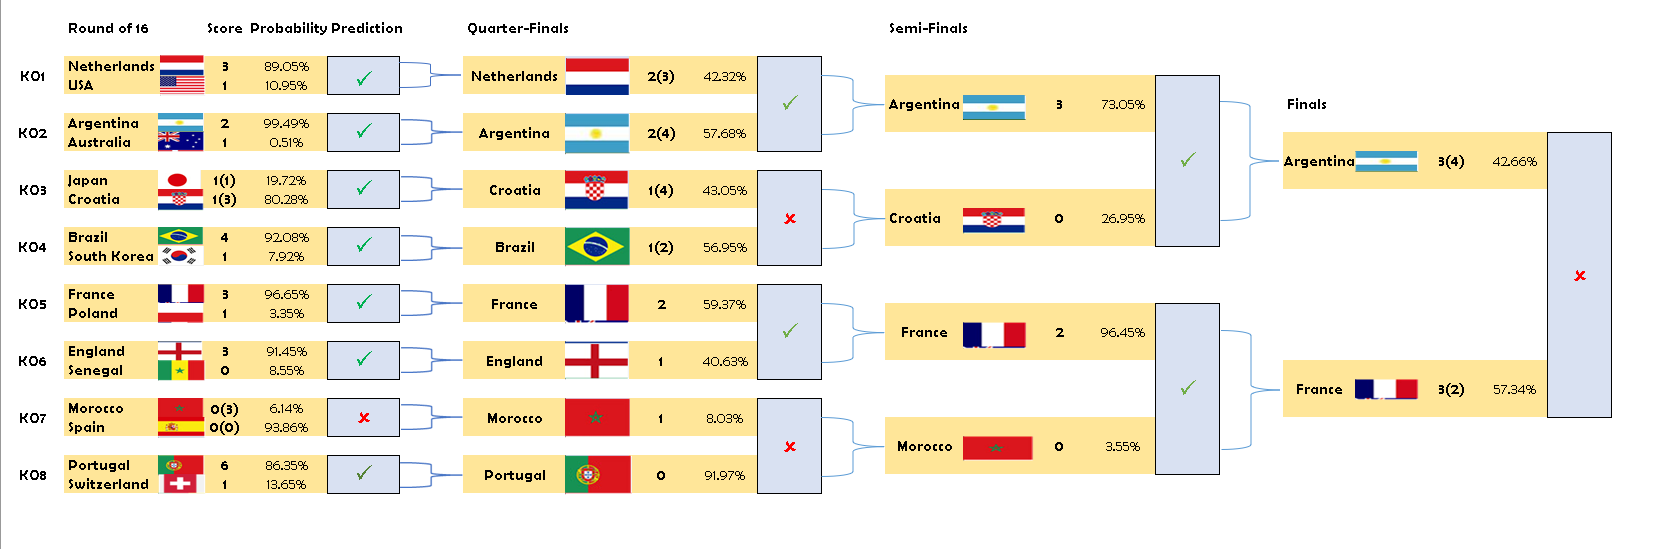 Round of 16 Score Probability Prediction Quarter-Finals Semi-Finals
KO1
Netherlands 3 89.05%
USA 1 10.95%
KO2
Argentina 2 99.49%
Australia 1 0.51%
KO3
Japan 1(1) 19.72%
Croatia 1(3) 80.28%
KO4
Brazil 4 92.08%
South Korea 1 7.92%
KO5
France 3 96.65%
Poland 1 3.35%
KO6
England 3 91.45%
Senegal 0 8.55%
KO7
Morocco 0(3) 6.14%
Spain 0(0) 93.86%
KO8
Portugal 6 86.35%
Switzerland 1 13.65%
Netherlands 2(3) 42.32%
Argentina 2(4) 57.68%
Croatia 1(4) 43.05%
Brazil 1(2) 56.95%
France 2 59.37%
England 1 40.63%
Morocco 1 8.03%
Portugal 0 91.97%
Argentina 3 73.05%
Croatia 0 26.95%
France 2 96.45%
Morocco 0 3.55%
Finals
Argentina 3(4) 42.66%
France 3(2) 57.34%